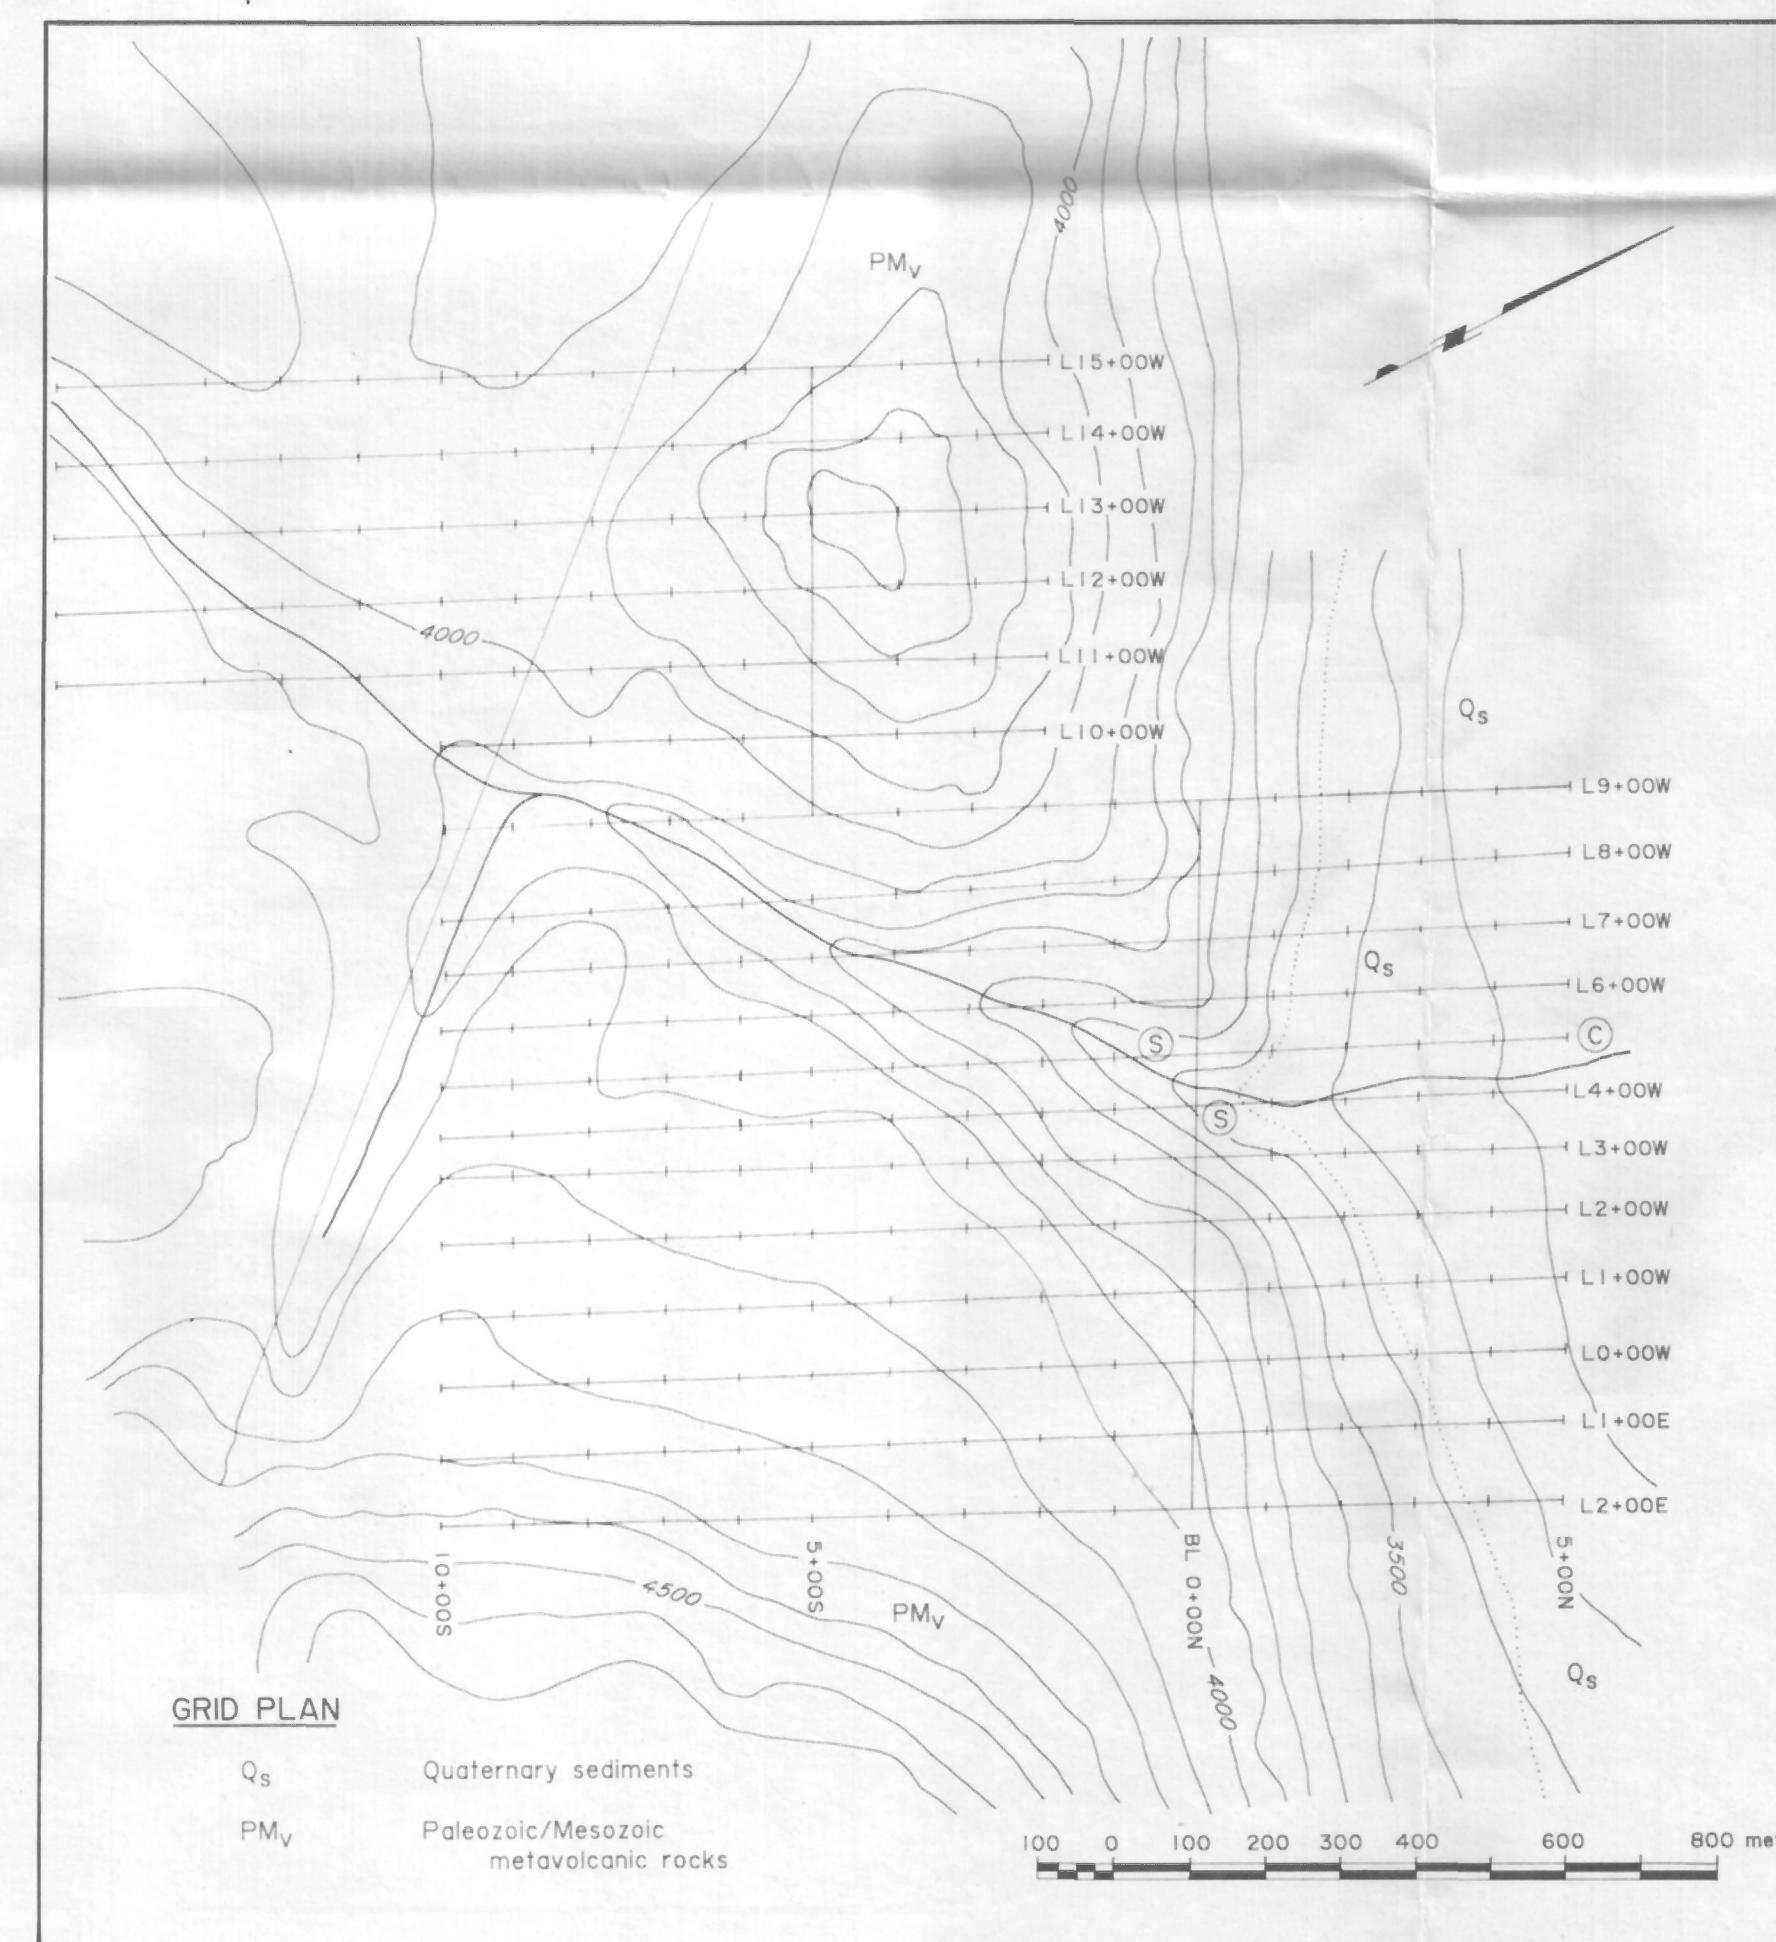 4000
PMv
L15+00W
L14+00W
L13+00W
L12+00W
4000
L11+00W
Qs
L10+00W
L9+00W
L8+00W
L7+00W
Qs
L6+00W
C
S
L4+00W
S
L3+00W
L2+00W
L1+00W
L0+00W
L1+00E
L2+00E
10+00S
5+00S
BL 0+00N
3500
5+00N
4500
PMv
Qs
4000
GRID PLAN
Qs Quaternary sediments
PMv Paleozoic/Mesozoic
metavolcanic rocks
100 0 100 200 300 400 600 800 met